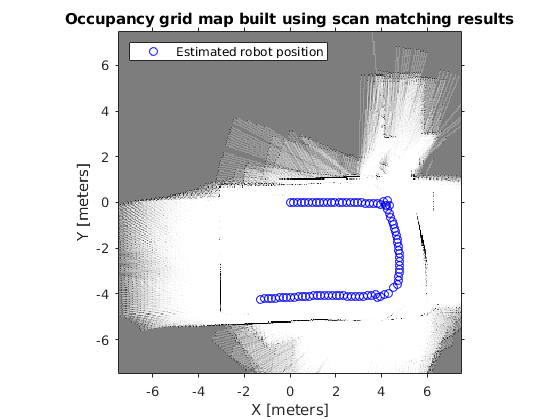 Occupancy grid map built using scan matching results
Estimated robot position
6
4
2
0
-2
-4
-6
Y [meters]
-6 -4 -2 0 2 4 6
X [meters]